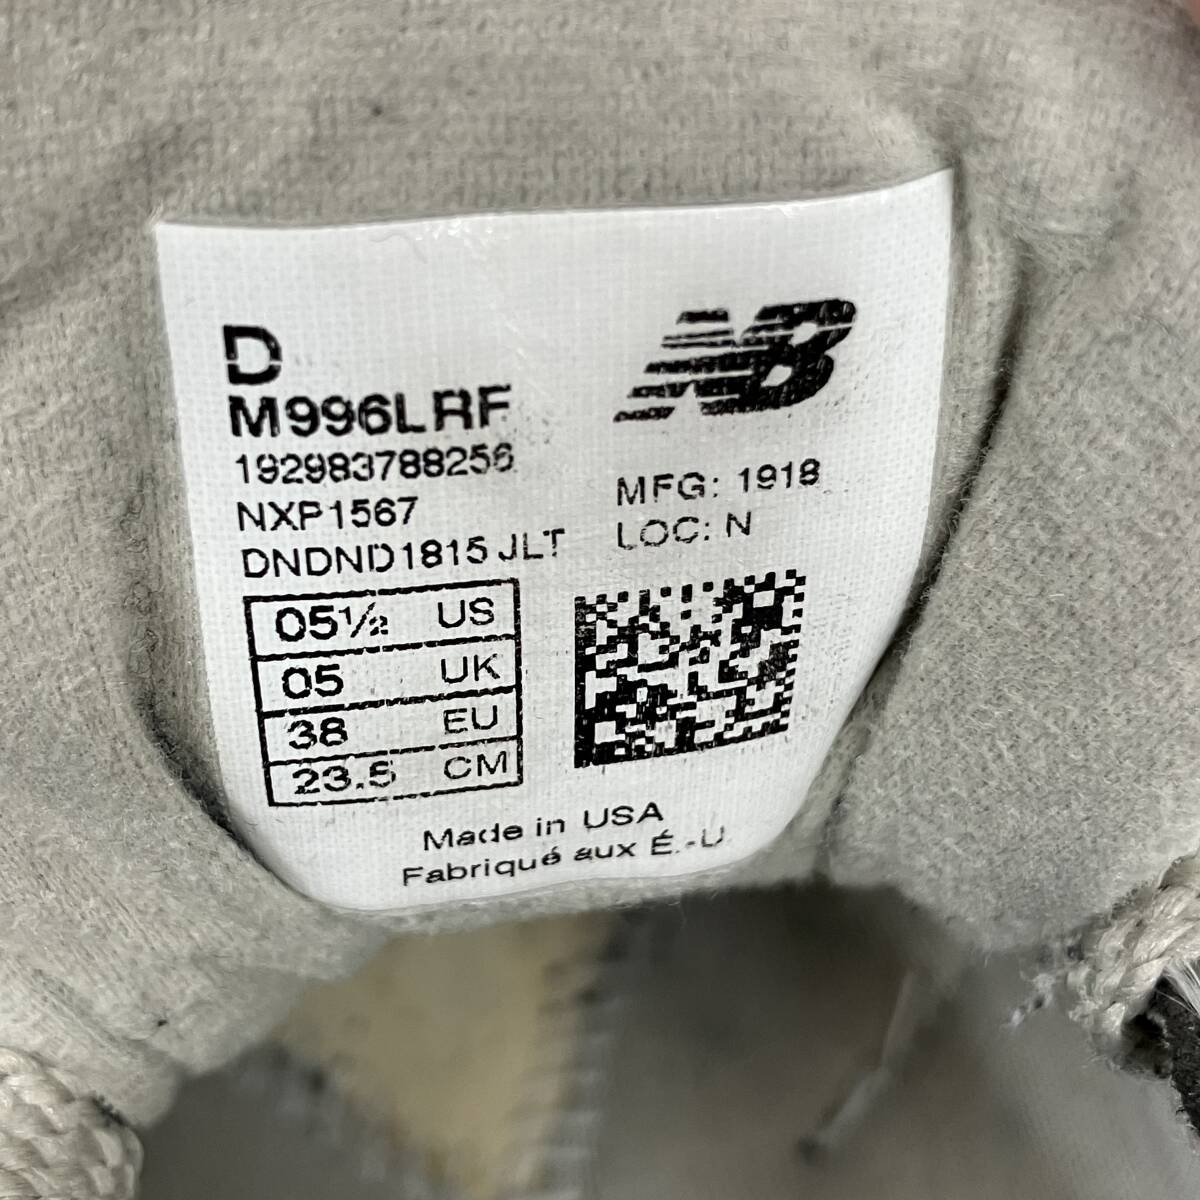 D
M996LRF
192983788256
NXP1567
DNDND1815 JLT
NB
MFG: 1918
LOC: N
05½ US
05 UK
38 EU
23.5 CM
Made in USA
Fabriqué aux É.-U.